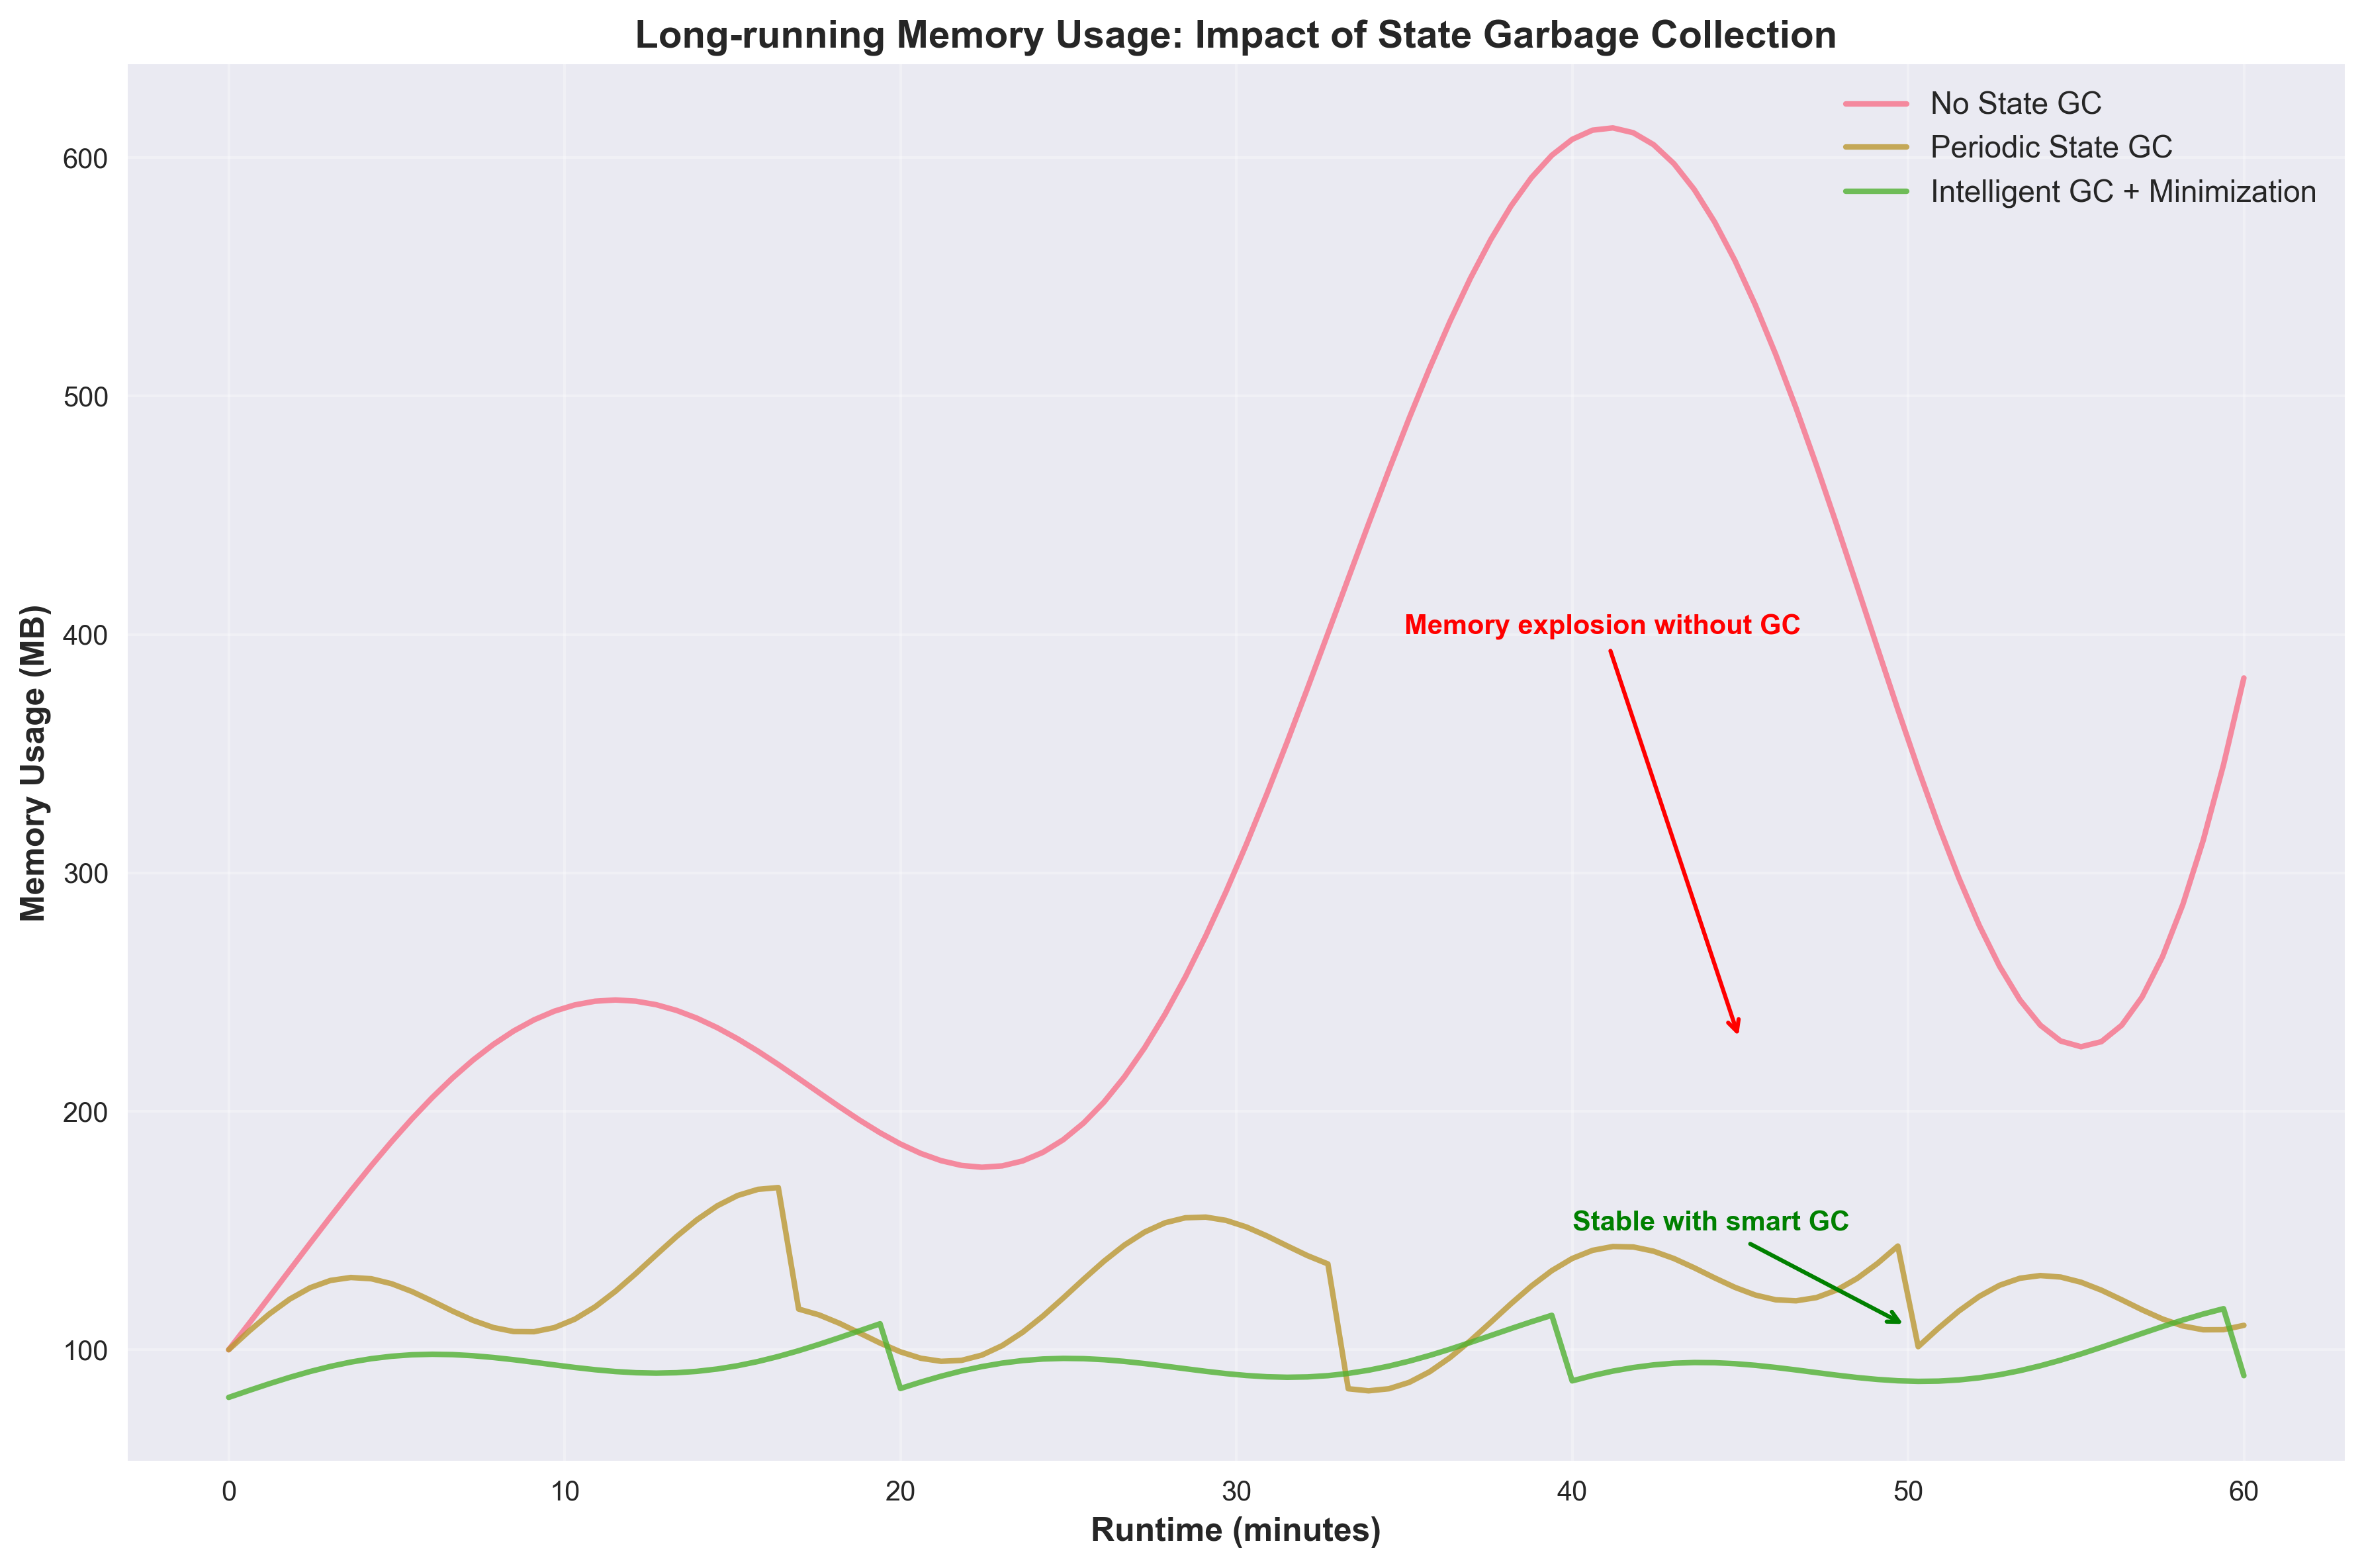 Long-running Memory Usage: Impact of State Garbage Collection
No State GC
Periodic State GC
Intelligent GC + Minimization
600
500
400
300
200
100
Memory Usage (MB)
Memory explosion without GC
Stable with smart GC
0 10 20 30 40 50 60
Runtime (minutes)